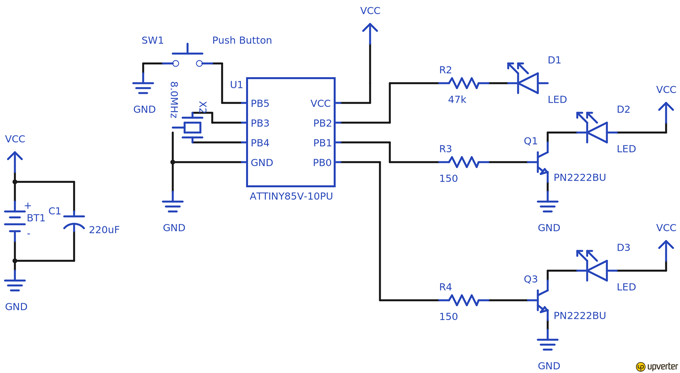 VCC
SW1 Push Button
R2 D1
U1
GND 8.0MHz X2 PB5 VCC 47k LED VCC
PB3 PB2 D2
VCC PB4 PB1 R3 Q1 LED
GND PB0
150 PN2222BU
ATTINY85V-10PU
+ BT1 C1
- 220uF GND GND VCC
D3
R4 Q3 LED
GND
150 PN2222BU
GND
upverter